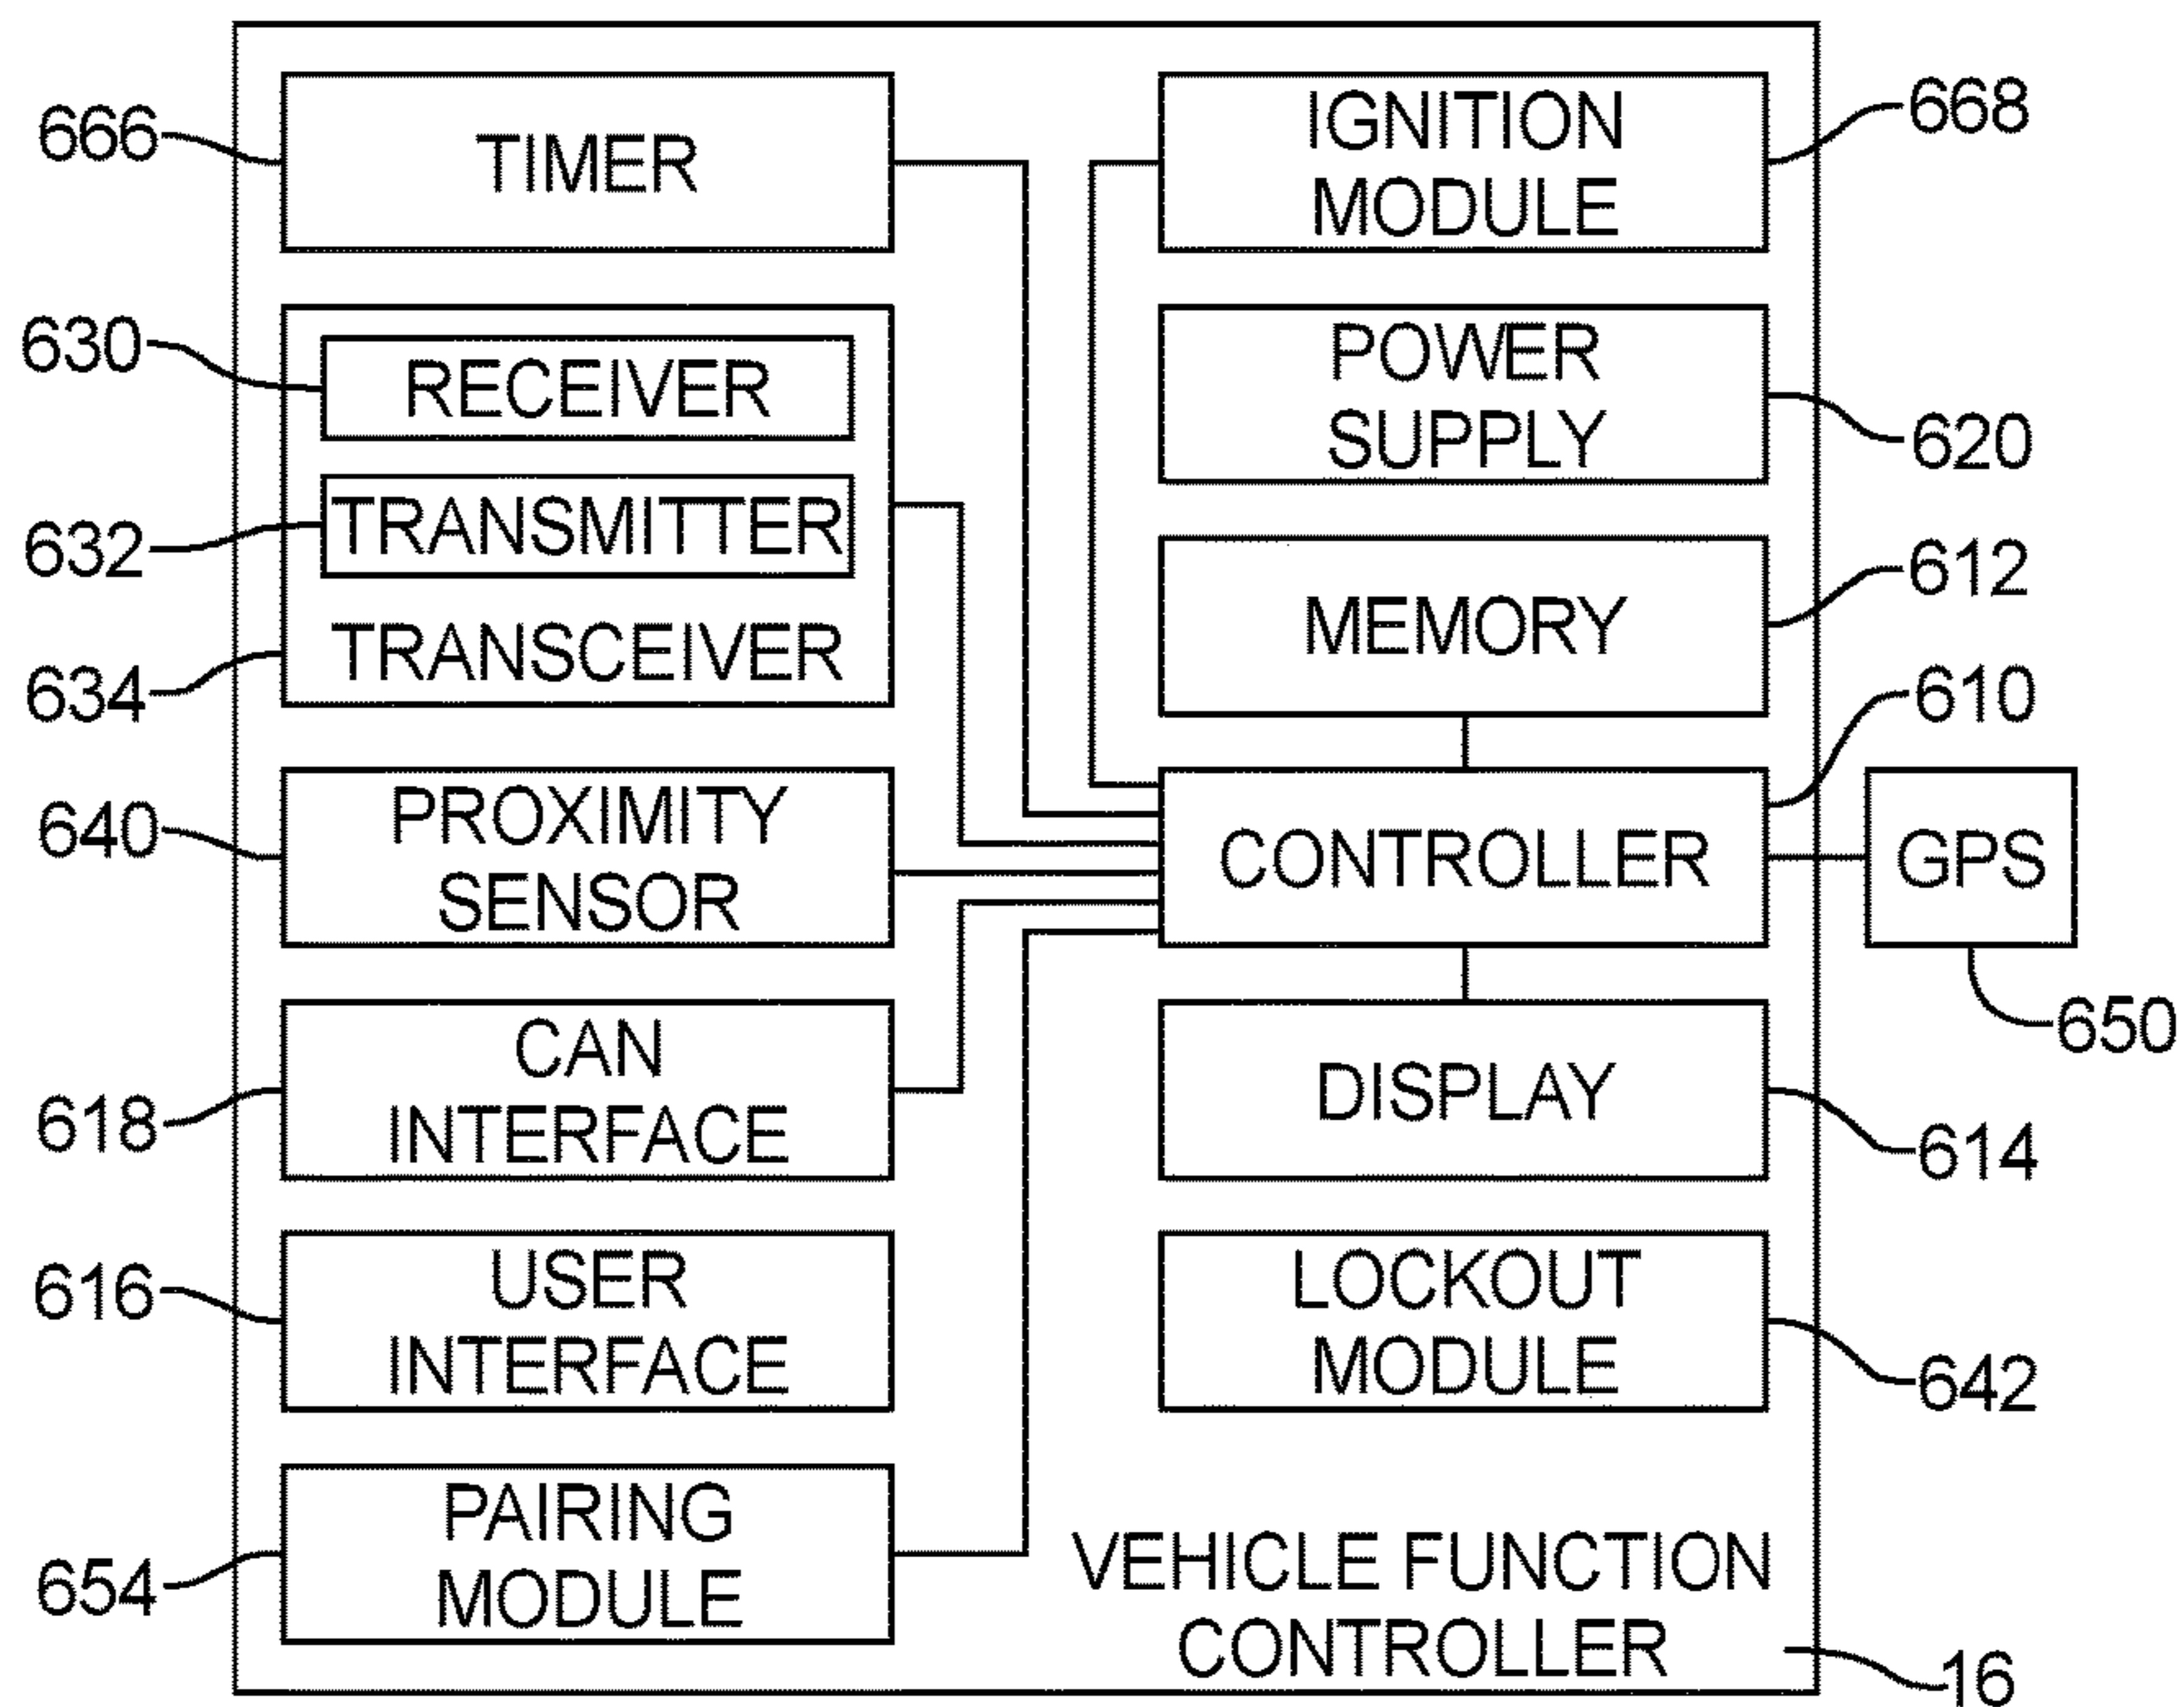 666
TIMER
630
RECEIVER
632
TRANSMITTER
634
TRANSCEIVER
640
PROXIMITY
SENSOR
618
CAN
INTERFACE
616
USER
INTERFACE
654
PAIRING
MODULE
IGNITION
MODULE
668
POWER
SUPPLY
620
MEMORY
612
610
CONTROLLER
GPS
650
DISPLAY
614
LOCKOUT
MODULE
642
VEHICLE FUNCTION
CONTROLLER
16